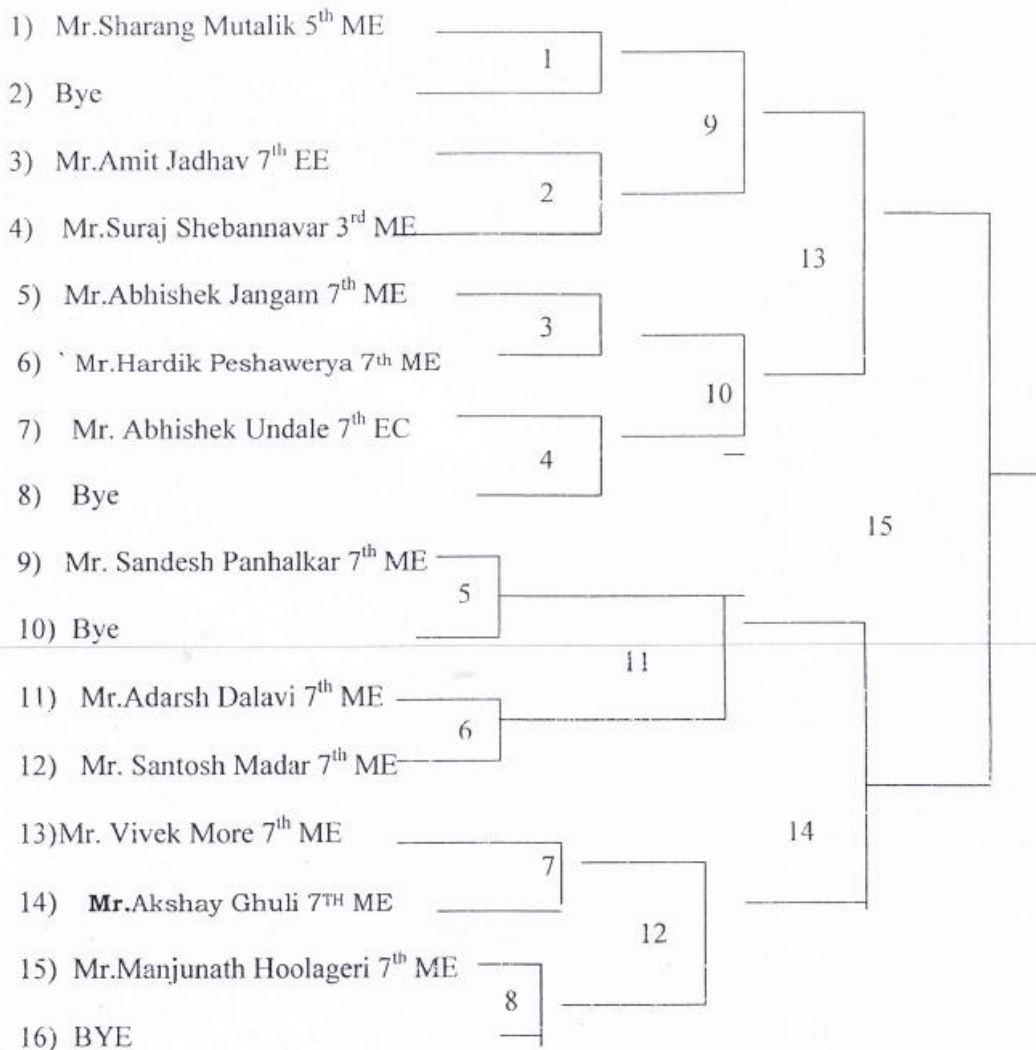 1) Mr.Sharang Mutalik 5th ME
1
2) Bye
9
3) Mr.Amit Jadhav 7th EE
2
4) Mr.Suraj Shebannavar 3rd ME
13
5) Mr.Abhishek Jangam 7th ME
3
6) ` Mr.Hardik Peshawerya 7th ME
10
7) Mr. Abhishek Undale 7th EC
4
8) Bye
15
9) Mr. Sandesh Panhalkar 7th ME
5
10) Bye
11
11) Mr.Adarsh Dalavi 7th ME
6
12) Mr. Santosh Madar 7th ME
13)Mr. Vivek More 7th ME
14
7
14) Mr.Akshay Ghuli 7TH ME
12
15) Mr.Manjunath Hoolageri 7th ME
8
16) BYE